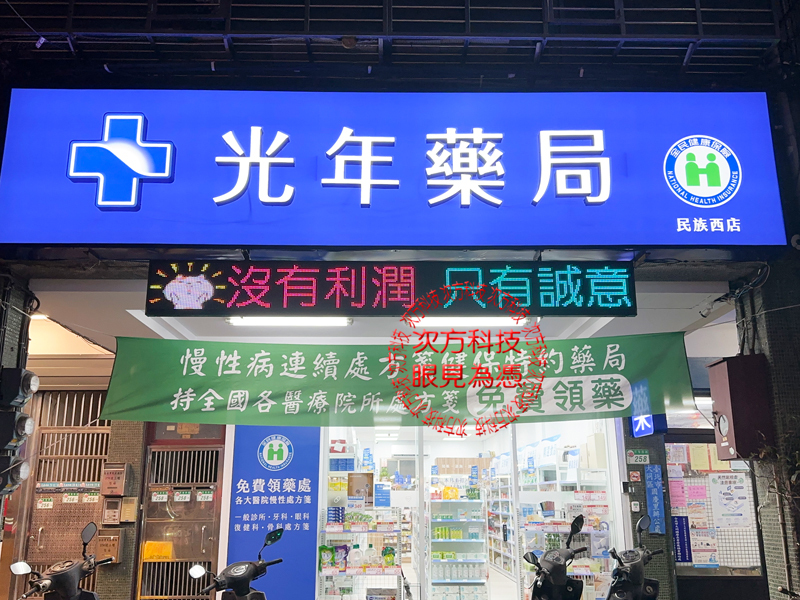 光年藥局
全民健康保險
NATIONAL HEALTH INSURANCE
民族西店
沒有利潤 只有誠意
次方科技
眼見為憑
慢性病連續處方箋健保特約藥局
持全國各醫療院所處方箋 免費領藥
免費領藥處
各大醫院慢性處方箋
一般診所・牙科・眼科
復健科・骨科處方箋
258